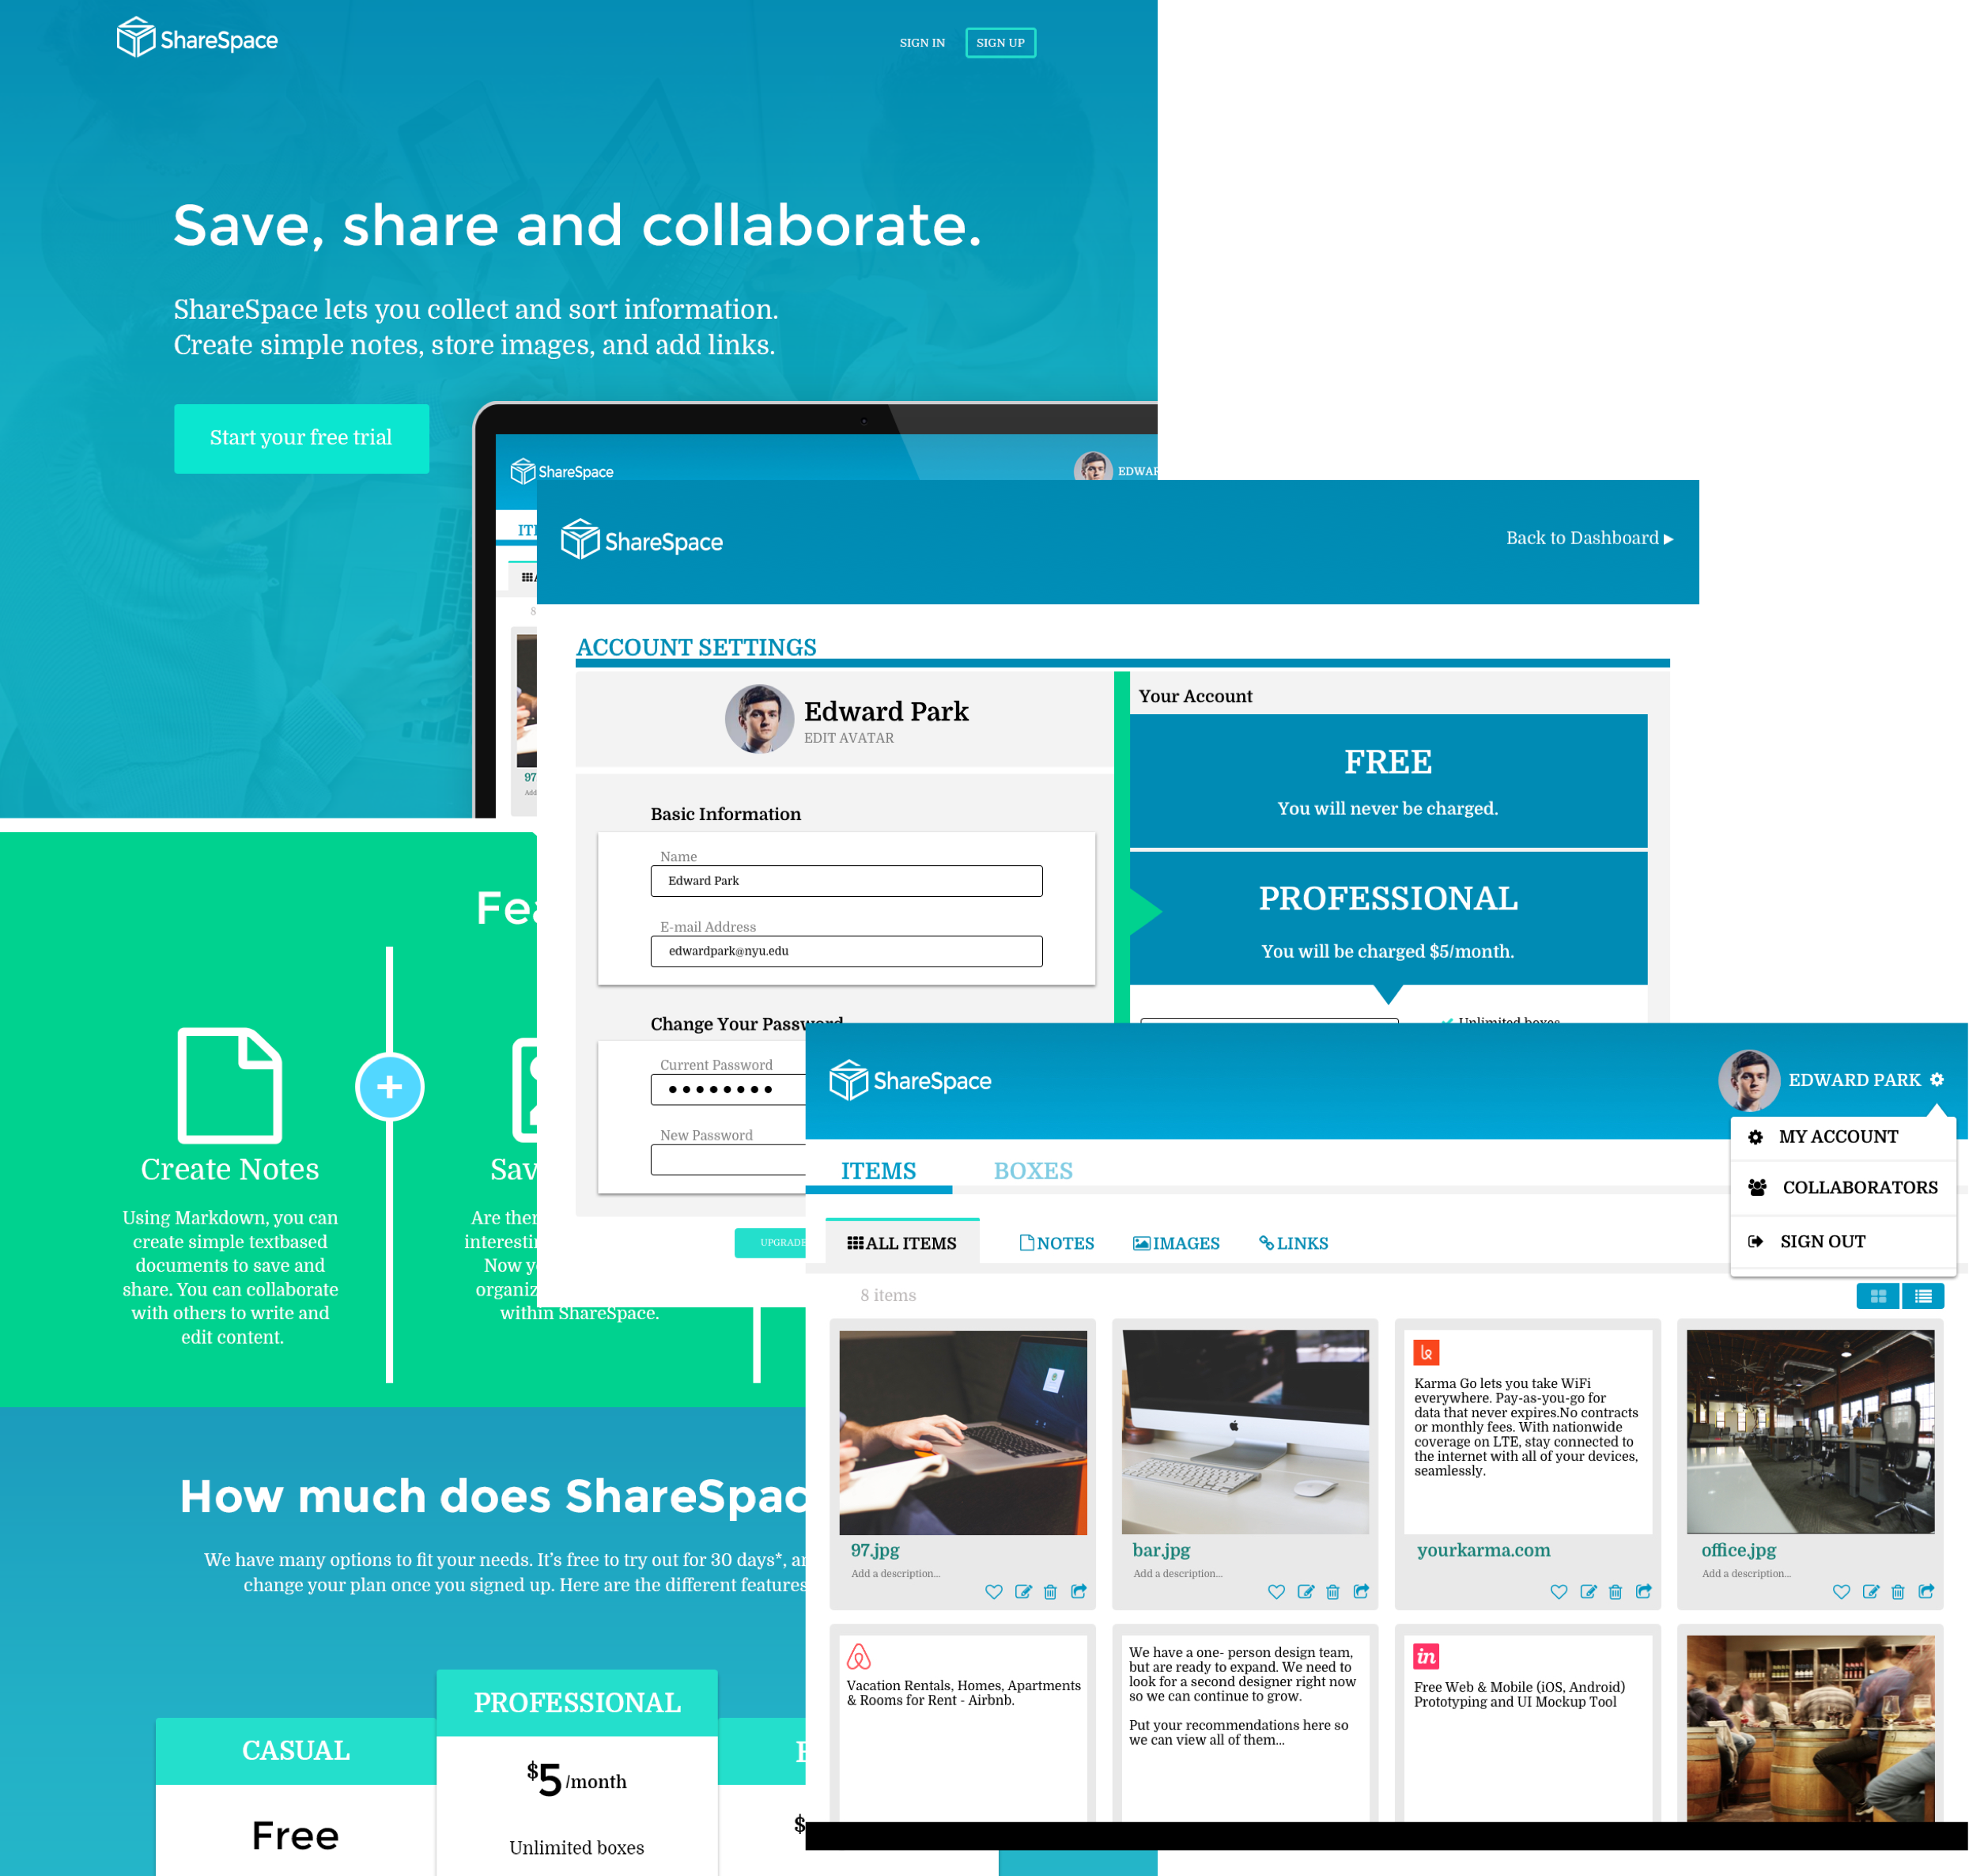 ShareSpace
SIGN IN
SIGN UP
Save, share and collaborate.
ShareSpace lets you collect and sort information.
Create simple notes, store images, and add links.
Start your free trial
ShareSpace
ShareSpace
Back to Dashboard ▶
ACCOUNT SETTINGS
Edward Park
EDIT AVATAR
Basic Information
Name
Edward Park
E-mail Address
edwardpark@nyu.edu
Change Your Password
Current Password
New Password
UPGRADE
Your Account
FREE
You will never be charged.
PROFESSIONAL
You will be charged $5/month.
Unlimited boxes
Create Notes
Using Markdown, you can
create simple textbased
documents to save and
share. You can collaborate
with others to write and
edit content.
within ShareSpace.
How much does ShareSpac
We have many options to fit your needs. It's free to try out for 30 days*,
change your plan once you signed up. Here are the different features
CASUAL
Free
PROFESSIONAL
$5/month
Unlimited boxes
$
ShareSpace
EDWARD PARK
MY ACCOUNT
COLLABORATORS
SIGN OUT
ITEMS
BOXES
ALL ITEMS
NOTES
IMAGES
LINKS
8 items
97.jpg
Add a description...
bar.jpg
Add a description...
Karma Go lets you take WiFi
everywhere. Pay-as-you-go for
data that never expires.No contracts
or monthly fees. With nationwide
coverage on LTE, stay connected to
the internet with all of your devices,
seamlessly.
yourkarma.com
office.jpg
Add a description...
Vacation Rentals, Homes, Apartments
& Rooms for Rent - Airbnb.
We have a one- person design team,
but are ready to expand. We need to
look for a second designer right now
so we can continue to grow.
Put your recommendations here so
we can view all of them...
in
Free Web & Mobile (iOS, Android)
Prototyping and UI Mockup Tool